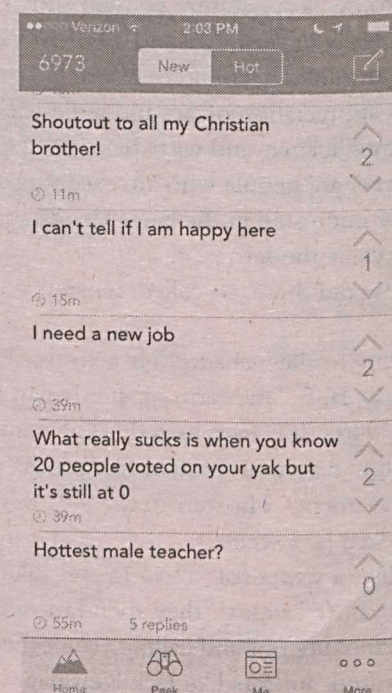 Verizon 2:03 PM
6973 New Hot
Shoutout to all my Christian
brother!
2
11m
I can't tell if I am happy here
1
15m
I need a new job
2
39m
What really sucks is when you know
20 people voted on your yak but
it's still at 0
2
39m
Hottest male teacher?
0
55m 5 replies
Home Peek Me More